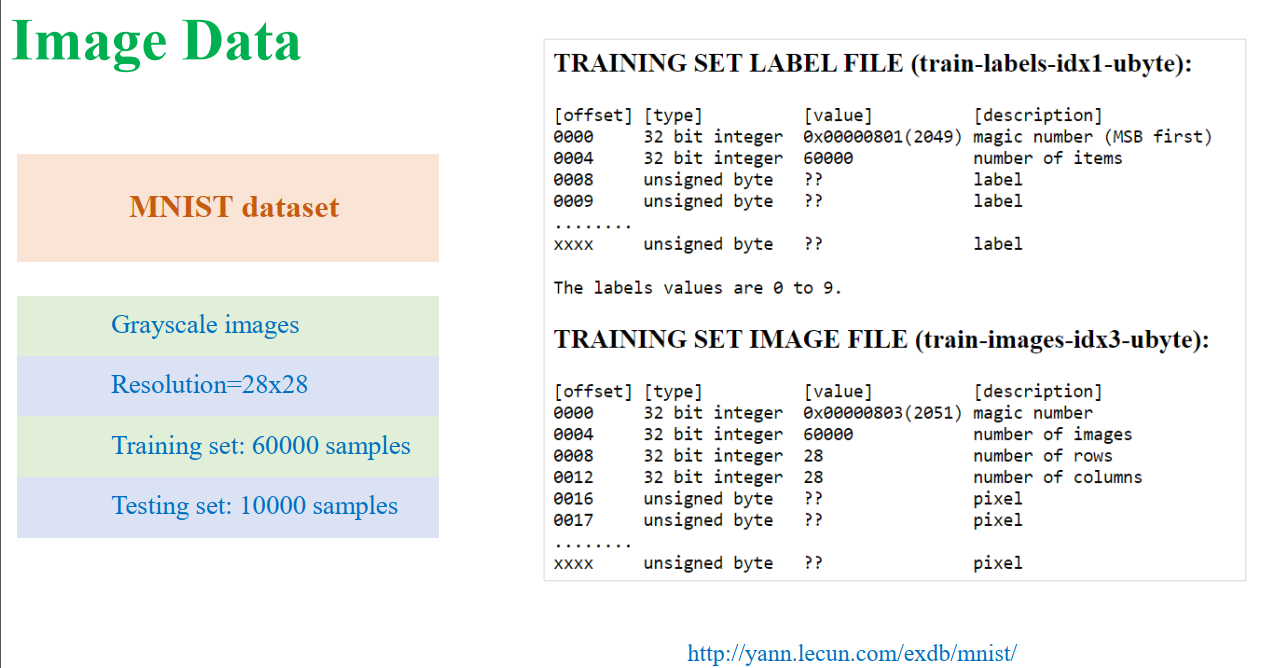 Image Data
MNIST dataset
Grayscale images
Resolution=28x28
Training set: 60000 samples
Testing set: 10000 samples
TRAINING SET LABEL FILE (train-labels-idx1-ubyte):
[offset] [type] [value] [description]
0000 32 bit integer 0x00000801(2049) magic number (MSB first)
0004 32 bit integer 60000 number of items
0008 unsigned byte ?? label
0009 unsigned byte ?? label
........
xxxx unsigned byte ?? label
The labels values are 0 to 9.
TRAINING SET IMAGE FILE (train-images-idx3-ubyte):
[offset] [type] [value] [description]
0000 32 bit integer 0x00000803(2051) magic number
0004 32 bit integer 60000 number of images
0008 32 bit integer 28 number of rows
0012 32 bit integer 28 number of columns
0016 unsigned byte ?? pixel
0017 unsigned byte ?? pixel
........
xxxx unsigned byte ?? pixel
http://yann.lecun.com/exdb/mnist/